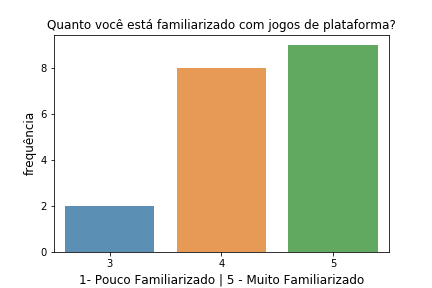 Quanto você está familiarizado com jogos de plataforma?
8
6
4
2
0
frequência
3 4 5
1- Pouco Familiarizado | 5 - Muito Familiarizado